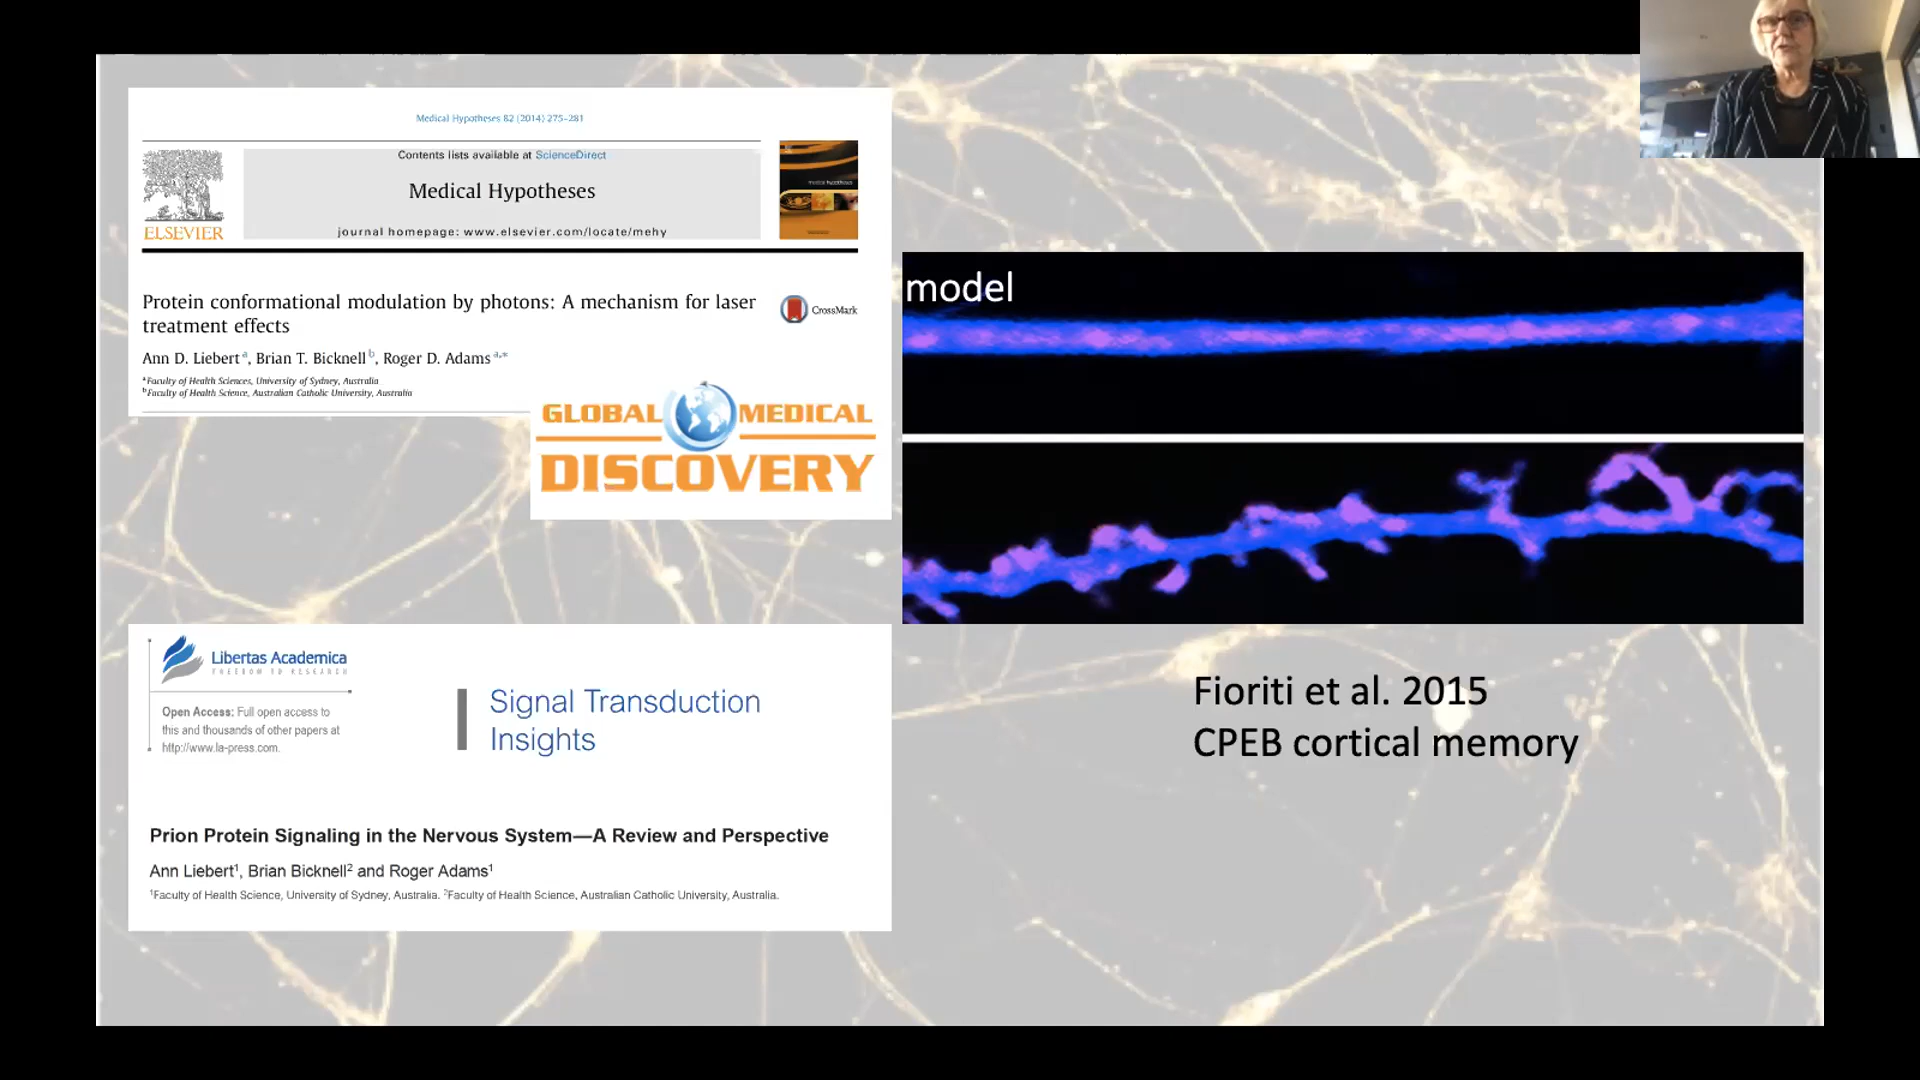 Medical Hypotheses 82 (2014) 275–281
Contents lists available at ScienceDirect
Medical Hypotheses
journal homepage: www.elsevier.com/locate/mehy
ELSEVIER
Protein conformational modulation by photons: A mechanism for laser
treatment effects
CrossMark
Ann D. Liebert a, Brian T. Bicknell b, Roger D. Adams a,*
a Faculty of Health Sciences, University of Sydney, Australia
b Faculty of Health Science, Australian Catholic University, Australia
GLOBAL MEDICAL
DISCOVERY
model
Libertas Academica
FREEDOM TO RESEARCH
Open Access: Full open access to
this and thousands of other papers at
http://www.la-press.com.
Signal Transduction
Insights
Prion Protein Signaling in the Nervous System—A Review and Perspective
Ann Liebert1, Brian Bicknell2 and Roger Adams1
1Faculty of Health Science, University of Sydney, Australia. 2Faculty of Health Science, Australian Catholic University, Australia.
Fioriti et al. 2015
CPEB cortical memory